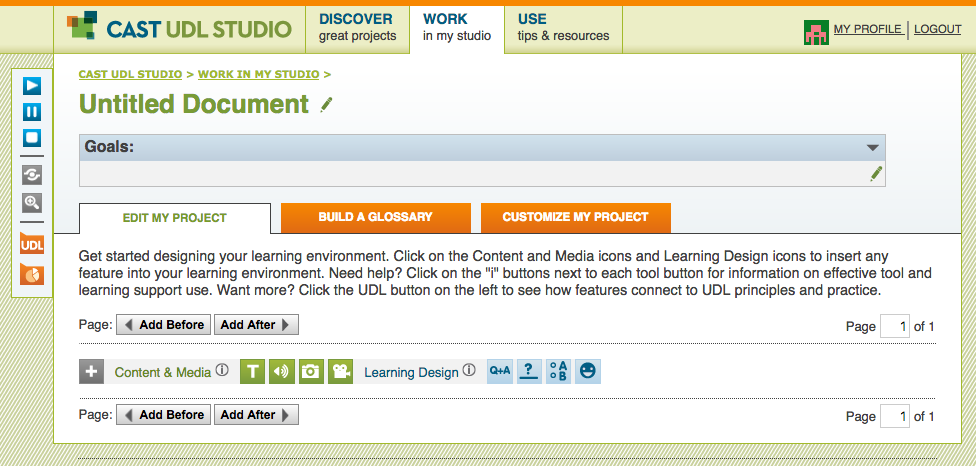 CAST UDL STUDIO
DISCOVER
great projects
WORK
in my studio
USE
tips & resources
MY PROFILE | LOGOUT
CAST UDL STUDIO > WORK IN MY STUDIO >
Untitled Document
Goals:
UDL
EDIT MY PROJECT
BUILD A GLOSSARY
CUSTOMIZE MY PROJECT
Get started designing your learning environment. Click on the Content and Media icons and Learning Design icons to insert any
feature into your learning environment. Need help? Click on the "i" buttons next to each tool button for information on effective tool and
learning support use. Want more? Click the UDL button on the left to see how features connect to UDL principles and practice.
Page: Add Before Add After Page 1 of 1
+ Content & Media i T Learning Design i Q+A ? A B
Page: Add Before Add After Page 1 of 1